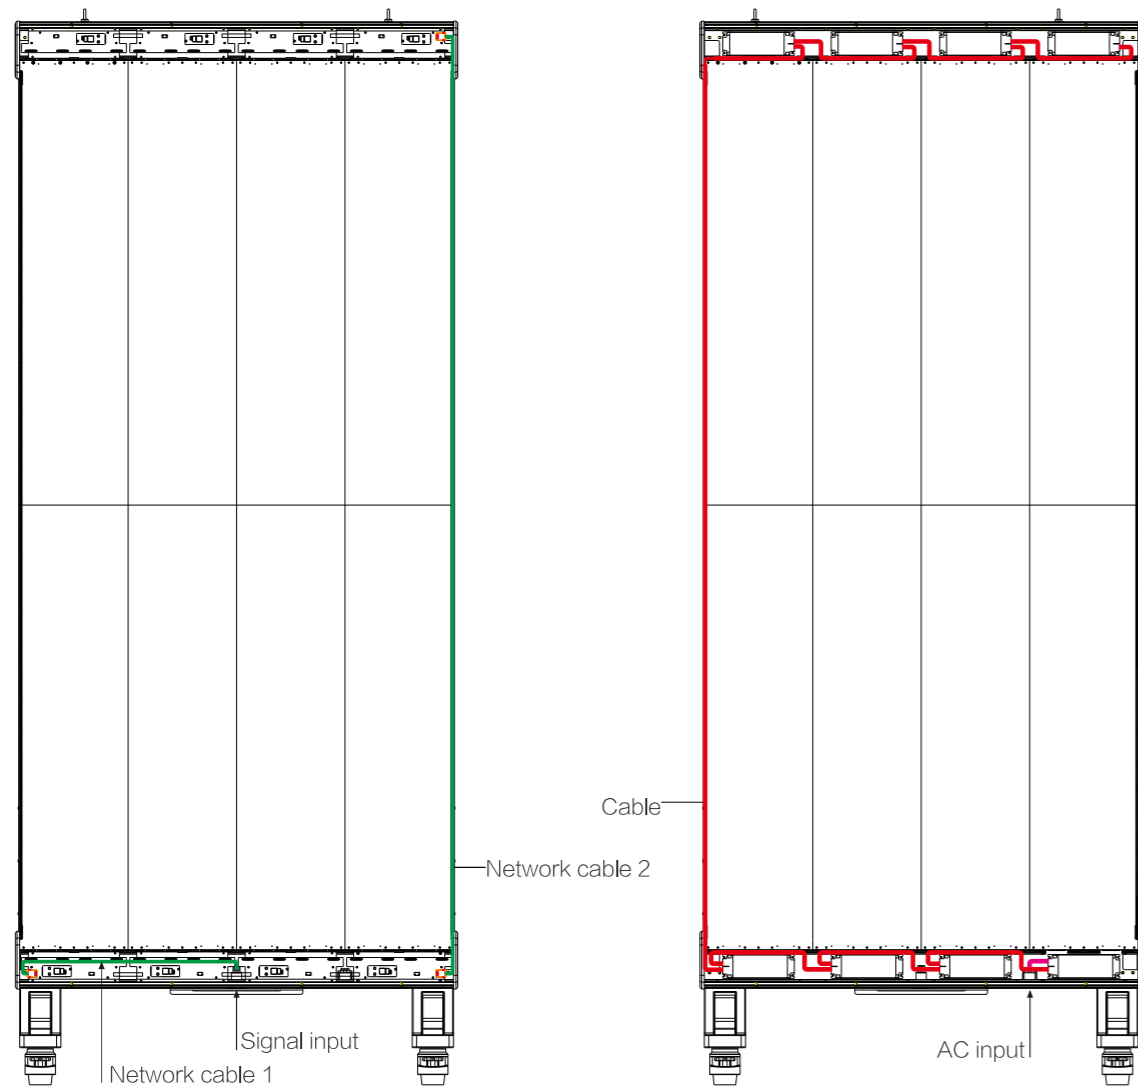 Cable
Network cable 2
Signal input
AC input
Network cable 1